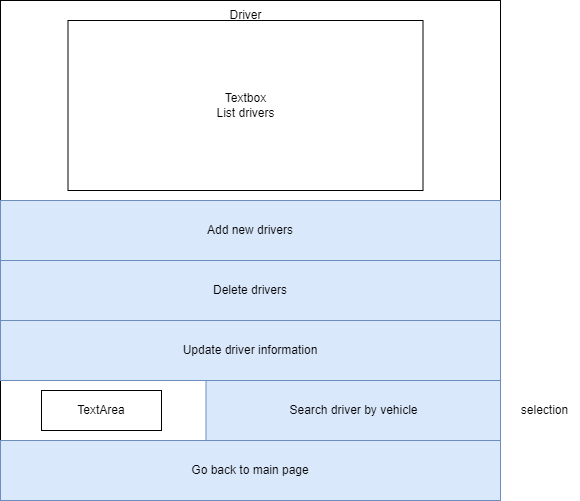 Driver
Textbox
List drivers
Add new drivers
Delete drivers
Update driver information
TextArea
Search driver by vehicle
selection
Go back to main page